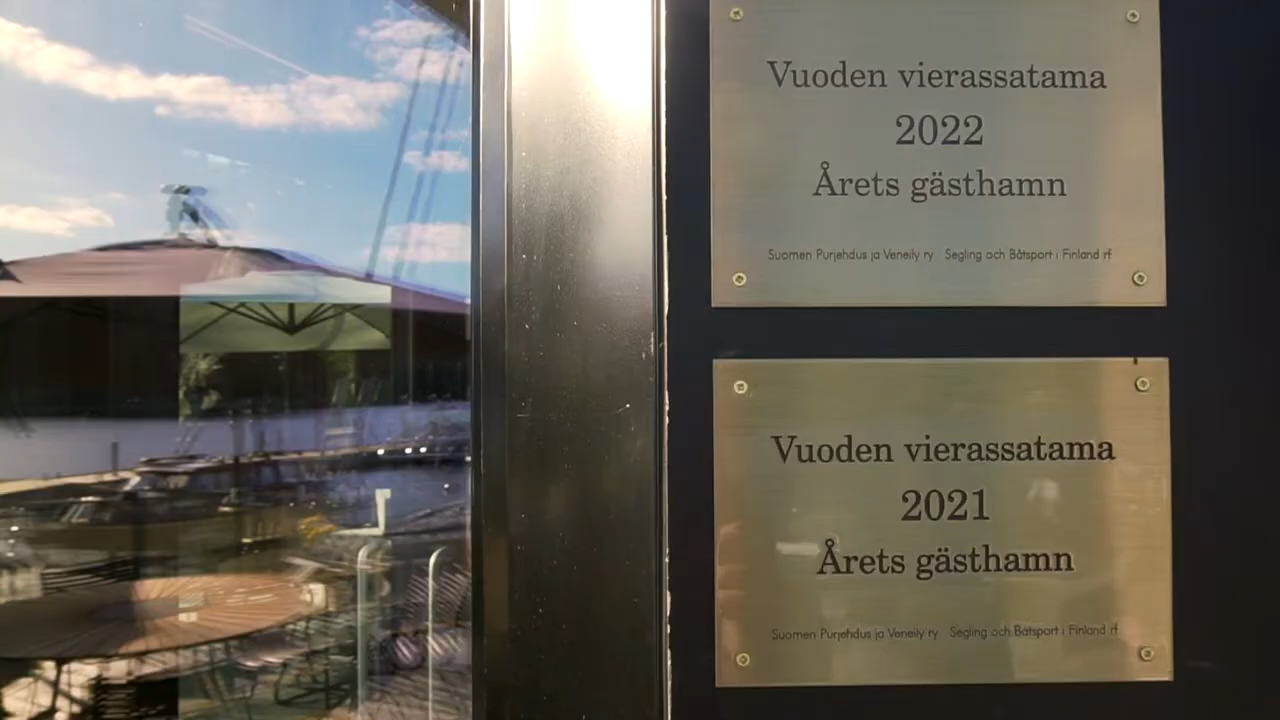 Vuoden vierassatama
2022
Årets gästhamn
Suomen Purjehdus ja Veneily ry Segling och Båtsport i Finland rf
Vuoden vierassatama
2021
Årets gästhamn
Suomen Purjehdus ja Veneily ry Segling och Båtsport i Finland rf